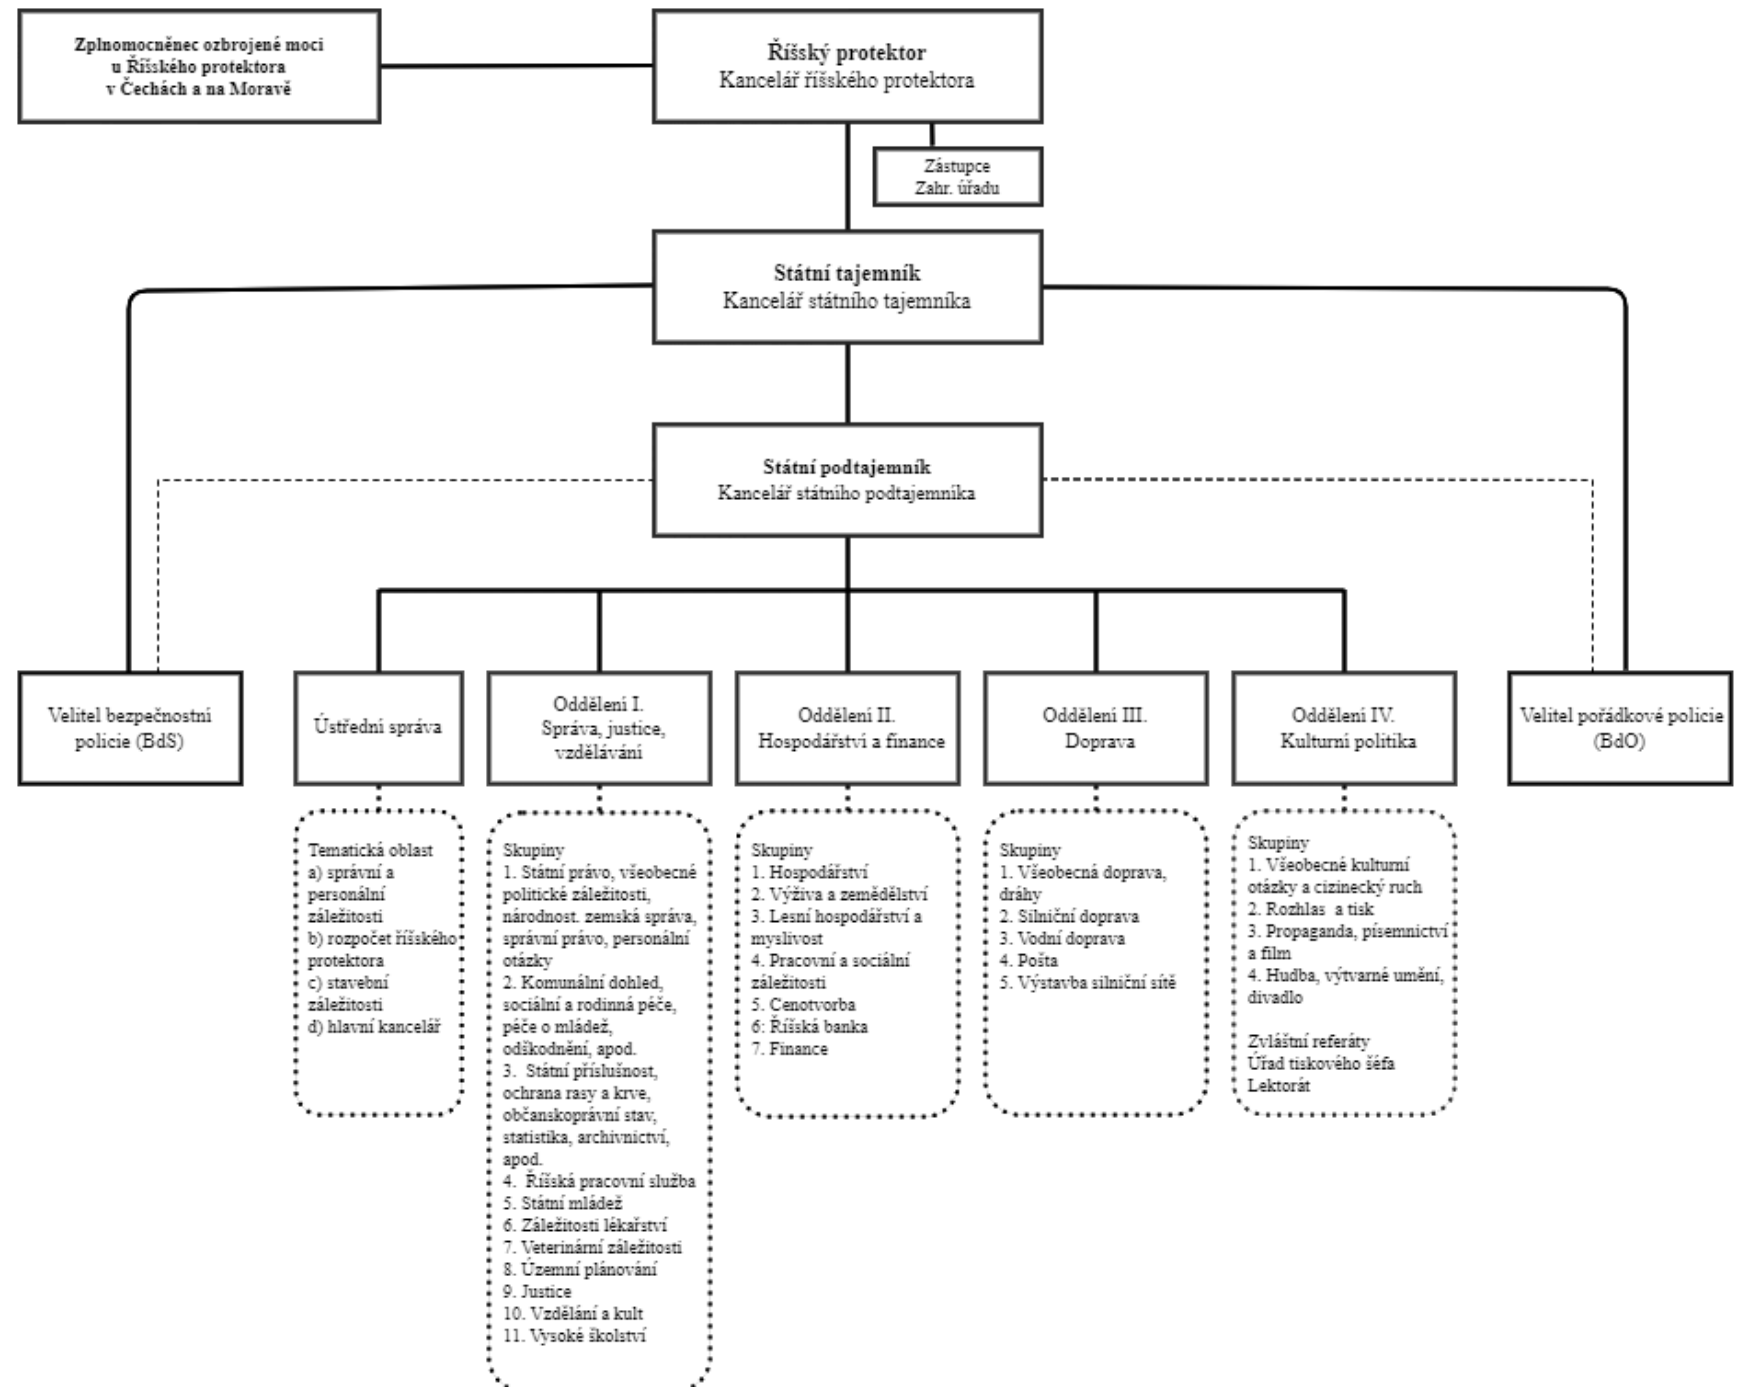 Zplnomocněnec ozbrojené moci
u Říšského protektora
v Čechách a na Moravě
Říšský protektor
Kancelář říšského protektora
Zástupce
Zahr. úřadu
Státní tajemník
Kancelář státního tajemníka
Státní podtajemník
Kancelář státního podtajemníka
Velitel bezpečnostní
policie (BdS)
Ústřední správa
Oddělení I.
Správa, justice,
vzdělávání
Oddělení II.
Hospodářství a finance
Oddělení III.
Doprava
Oddělení IV.
Kulturní politika
Velitel pořádkové policie
(BdO)
Tematická oblast
a) správní a
personální
záležitosti
b) rozpočet říšského
protektora
c) stavební
záležitosti
d) hlavní kancelář
Skupiny
1. Státní právo, všeobecné
politické záležitosti,
národnost. zemská správa,
správní právo, personální
otázky
2. Komunální dohled,
sociální a rodinná péče,
péče o mládež,
odškodnění, apod.
3. Státní příslušnost,
ochrana rasy a krve,
občanskoprávní stav,
statistika, archivnictví,
apod.
4. Říšská pracovní služba
5. Státní mládež
6. Záležitosti lékařství
7. Veterinární záležitosti
8. Územní plánování
9. Justice
10. Vzdělání a kult
11. Vysoké školství
Skupiny
1. Hospodářství
2. Výživa a zemědělství
3. Lesní hospodářství a
myslivost
4. Pracovní a sociální
záležitosti
5. Cenotvorba
6: Říšská banka
7. Finance
Skupiny
1. Všeobecná doprava,
dráhy
2. Silniční doprava
3. Vodní doprava
4. Pošta
5. Výstavba silniční sítě
Skupiny
1. Všeobecné kulturní
otázky a cizinecký ruch
2. Rozhlas a tisk
3. Propaganda, písemnictví
a film
4. Hudba, výtvarné umění,
divadlo
Zvláštní referáty
Úřad tiskového šéfa
Lektorát